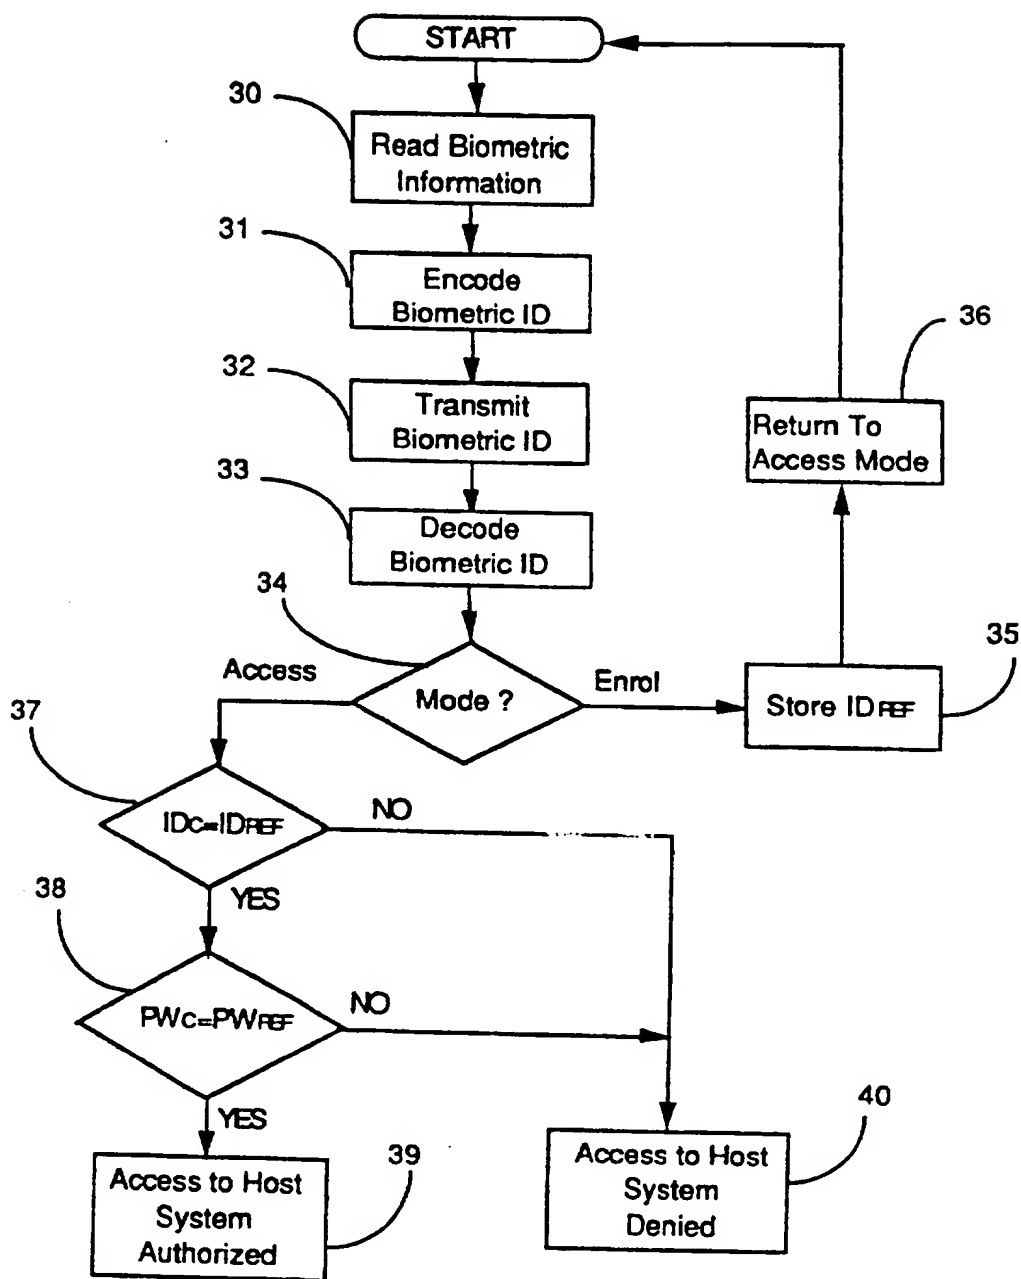 START
30
Read Biometric
Information
31
Encode
Biometric ID
36
32
Transmit
Biometric ID
Return To
Access Mode
33
Decode
Biometric ID
34
35
Access
Mode ?
Enrol
Store IDREF
37
IDC=IDREF
NO
YES
38
PWC=PWREF
NO
YES
40
39
Access to Host
System
Authorized
Access to Host
System
Denied